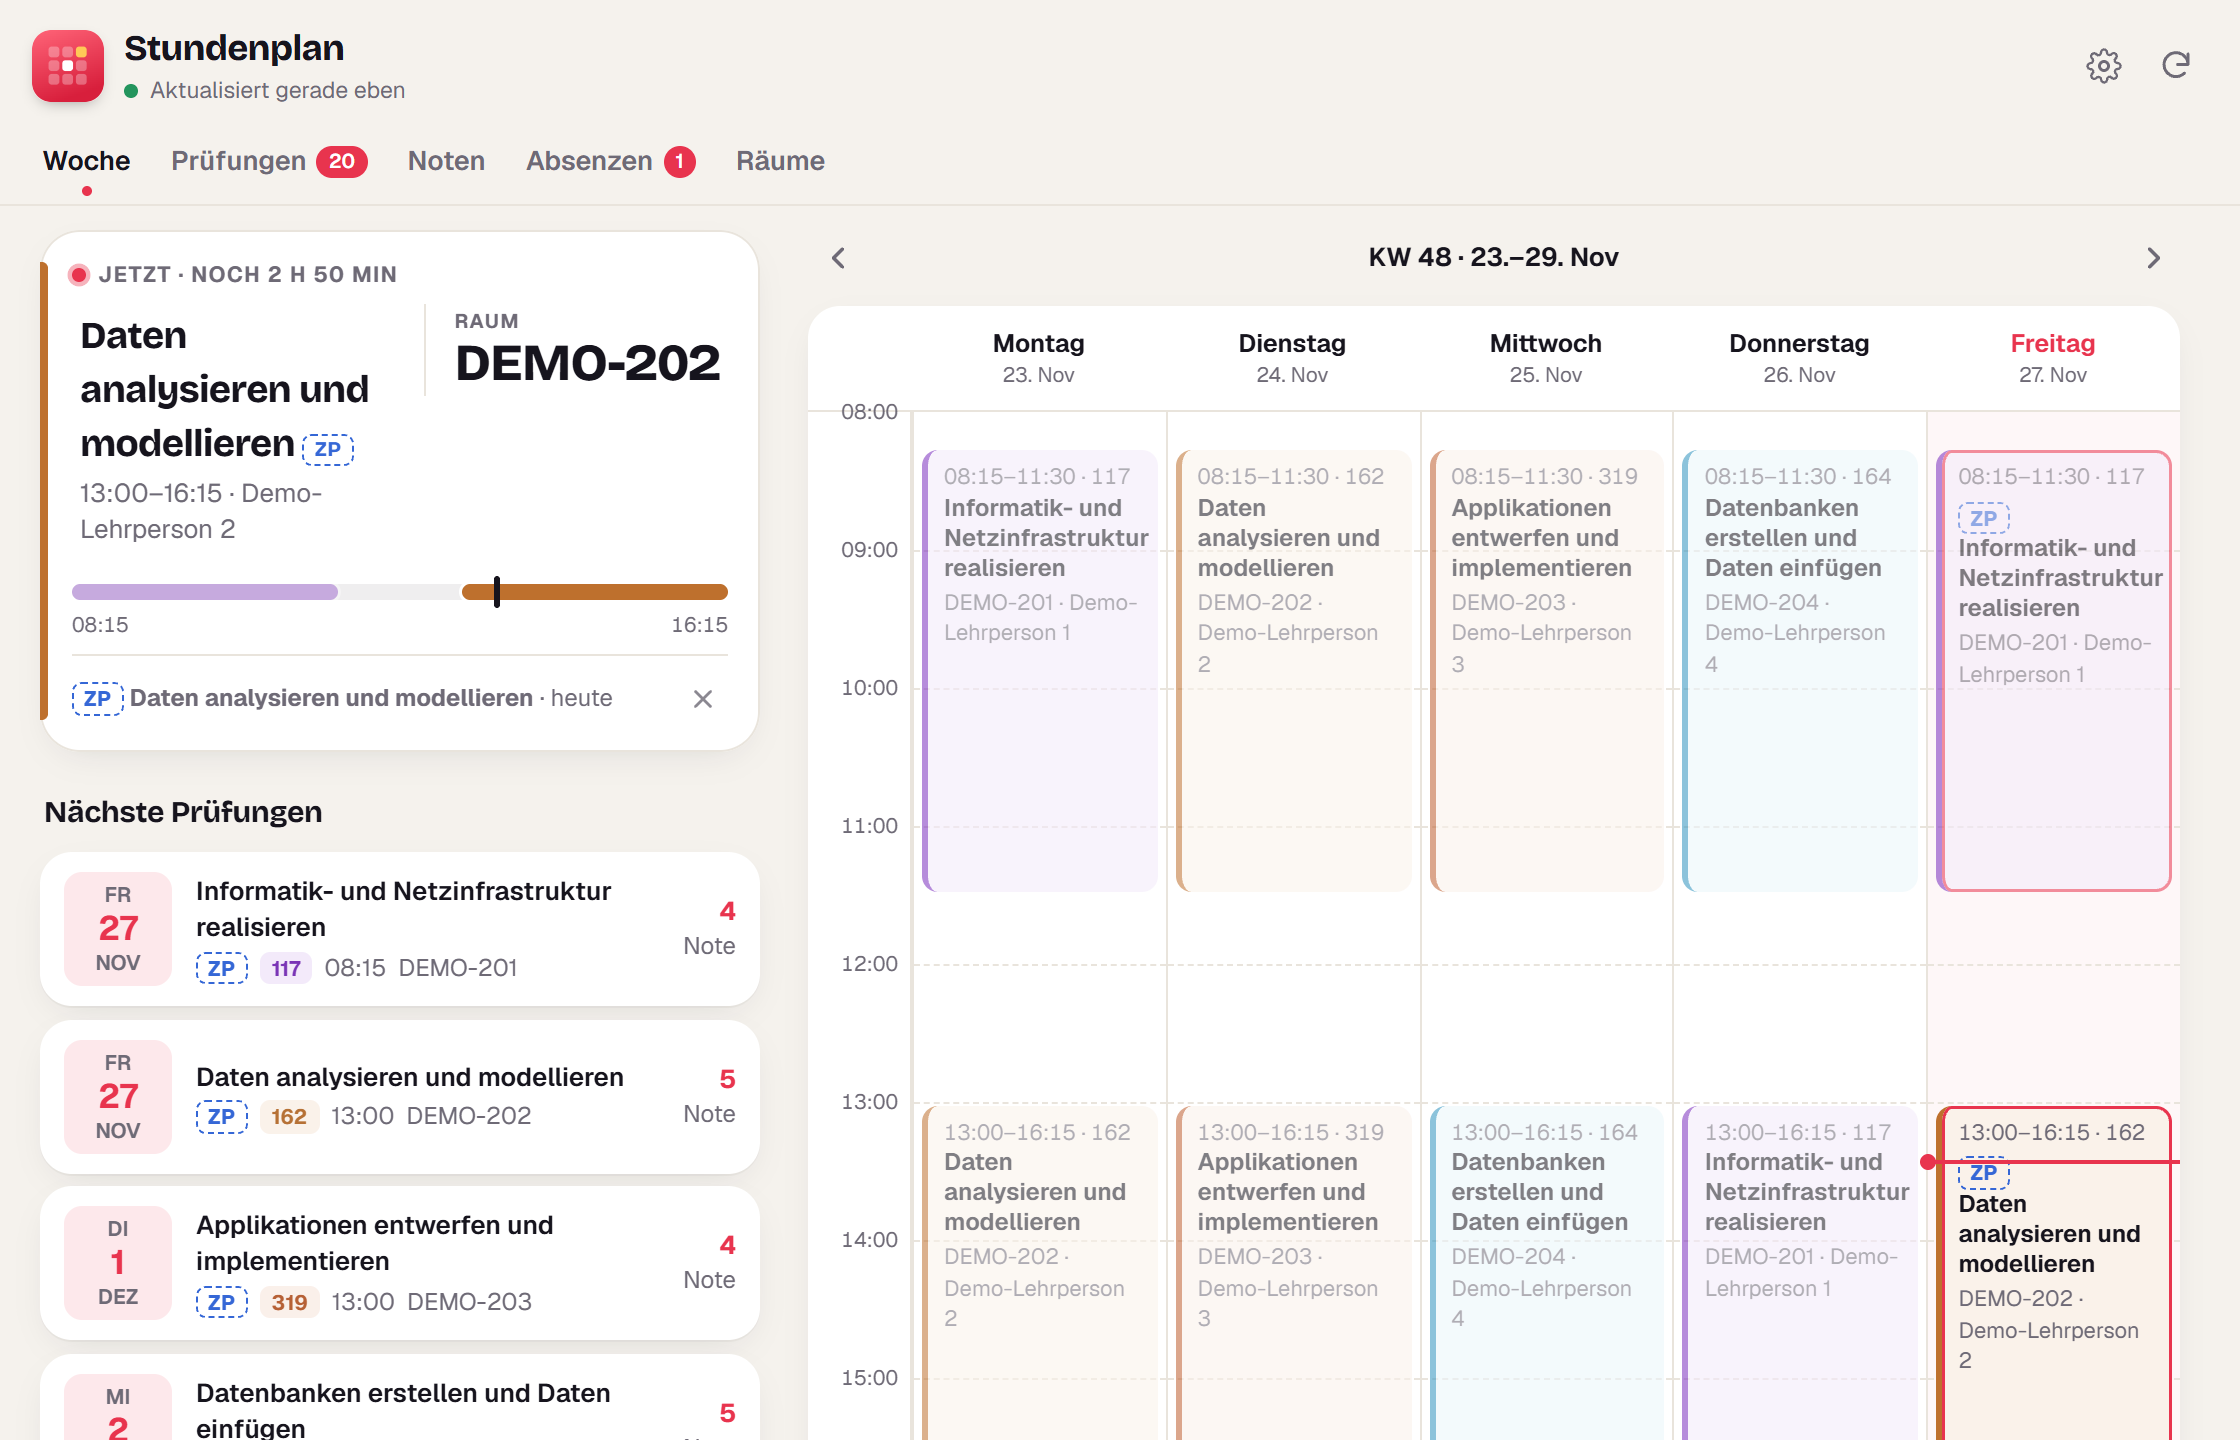 Stundenplan
Aktualisiert gerade eben
Woche
Prüfungen 20
Noten
Absenzen 1
Räume
JETZT · NOCH 2 H 50 MIN
Daten
analysieren und
modellieren ZP
13:00–16:15 · Demo-
Lehrperson 2
RAUM
DEMO-202
08:15
16:15
ZP Daten analysieren und modellieren · heute
Nächste Prüfungen
FR
27
NOV
Informatik- und Netzinfrastruktur
realisieren
ZP 117 08:15 DEMO-201
4
Note
FR
27
NOV
Daten analysieren und modellieren
ZP 162 13:00 DEMO-202
5
Note
DI
1
DEZ
Applikationen entwerfen und
implementieren
ZP 319 13:00 DEMO-203
4
Note
MI
2
Datenbanken erstellen und Daten
einfügen
5
KW 48 · 23.–29. Nov
Montag
23. Nov
Dienstag
24. Nov
Mittwoch
25. Nov
Donnerstag
26. Nov
Freitag
27. Nov
08:00
09:00
10:00
11:00
12:00
13:00
14:00
15:00
08:15–11:30 · 117
Informatik- und
Netzinfrastruktur
realisieren
DEMO-201 · Demo-
Lehrperson 1
08:15–11:30 · 162
Daten
analysieren und
modellieren
DEMO-202 ·
Demo-Lehrperson
2
08:15–11:30 · 319
Applikationen
entwerfen und
implementieren
DEMO-203 ·
Demo-Lehrperson
3
08:15–11:30 · 164
Datenbanken
erstellen und
Daten einfügen
DEMO-204 ·
Demo-Lehrperson
4
08:15–11:30 · 117
ZP
Informatik- und
Netzinfrastruktur
realisieren
DEMO-201 · Demo-
Lehrperson 1
13:00–16:15 · 162
Daten
analysieren und
modellieren
DEMO-202 ·
Demo-Lehrperson
2
13:00–16:15 · 319
Applikationen
entwerfen und
implementieren
DEMO-203 ·
Demo-Lehrperson
3
13:00–16:15 · 164
Datenbanken
erstellen und
Daten einfügen
DEMO-204 ·
Demo-Lehrperson
4
13:00–16:15 · 117
Informatik- und
Netzinfrastruktur
realisieren
DEMO-201 · Demo-
Lehrperson 1
13:00–16:15 · 162
ZP
Daten
analysieren und
modellieren
DEMO-202 ·
Demo-Lehrperson
2